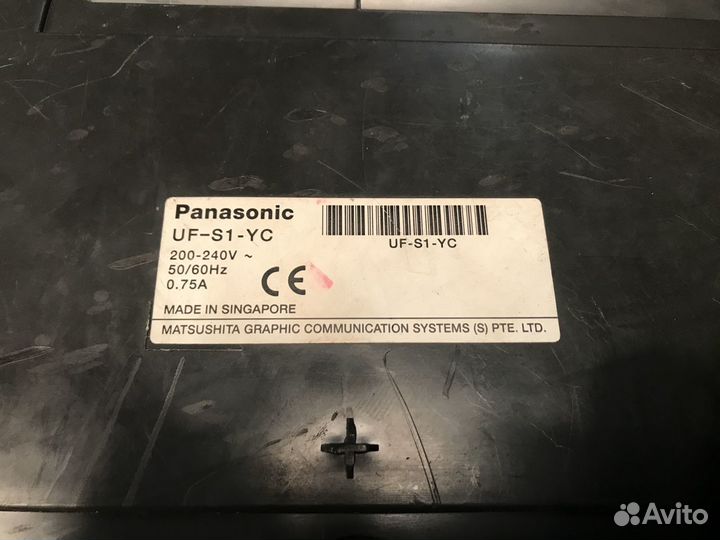 Panasonic
UF-S1-YC
UF-S1-YC
200-240V ~
50/60Hz
0.75A
CE
MADE IN SINGAPORE
MATSUSHITA GRAPHIC COMMUNICATION SYSTEMS (S) PTE. LTD.
Avito